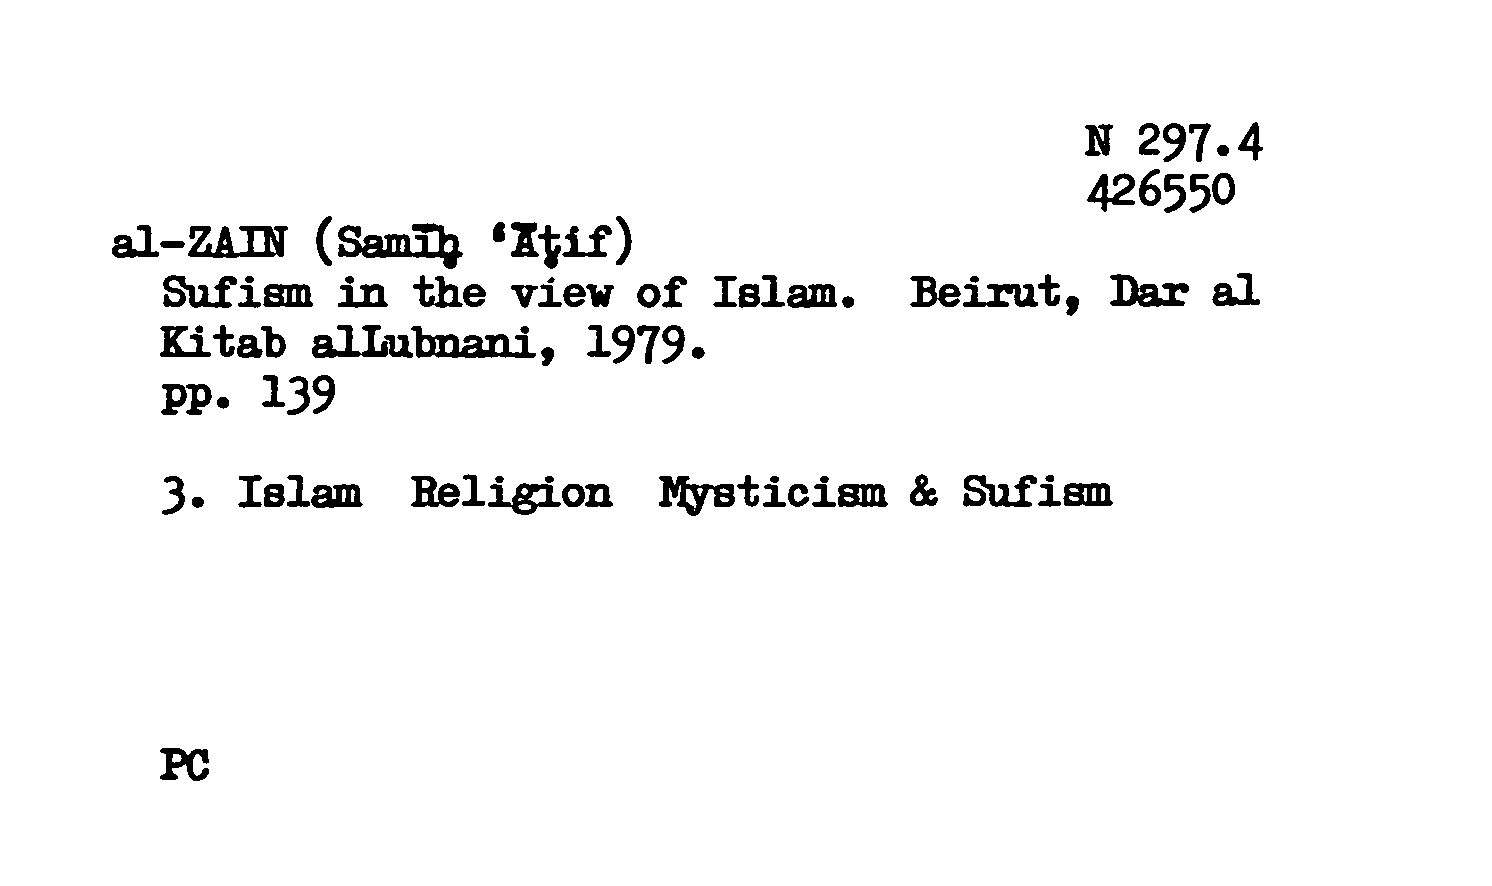 N 297.4
426550
al-ZAIN (Samīḥ ‘Āṭif)
Sufism in the view of Islam. Beirut, Dar al
Kitab alLubnani, 1979.
pp. 139
3. Islam Religion Mysticism & Sufism
PC